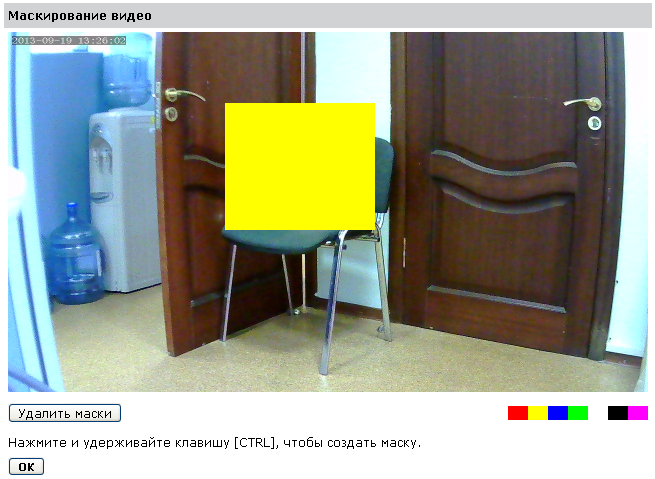 Маскирование видео
2013-09-19 13:26:02
Удалить маски
Нажмите и удерживайте клавишу [CTRL], чтобы создать маску.
OK